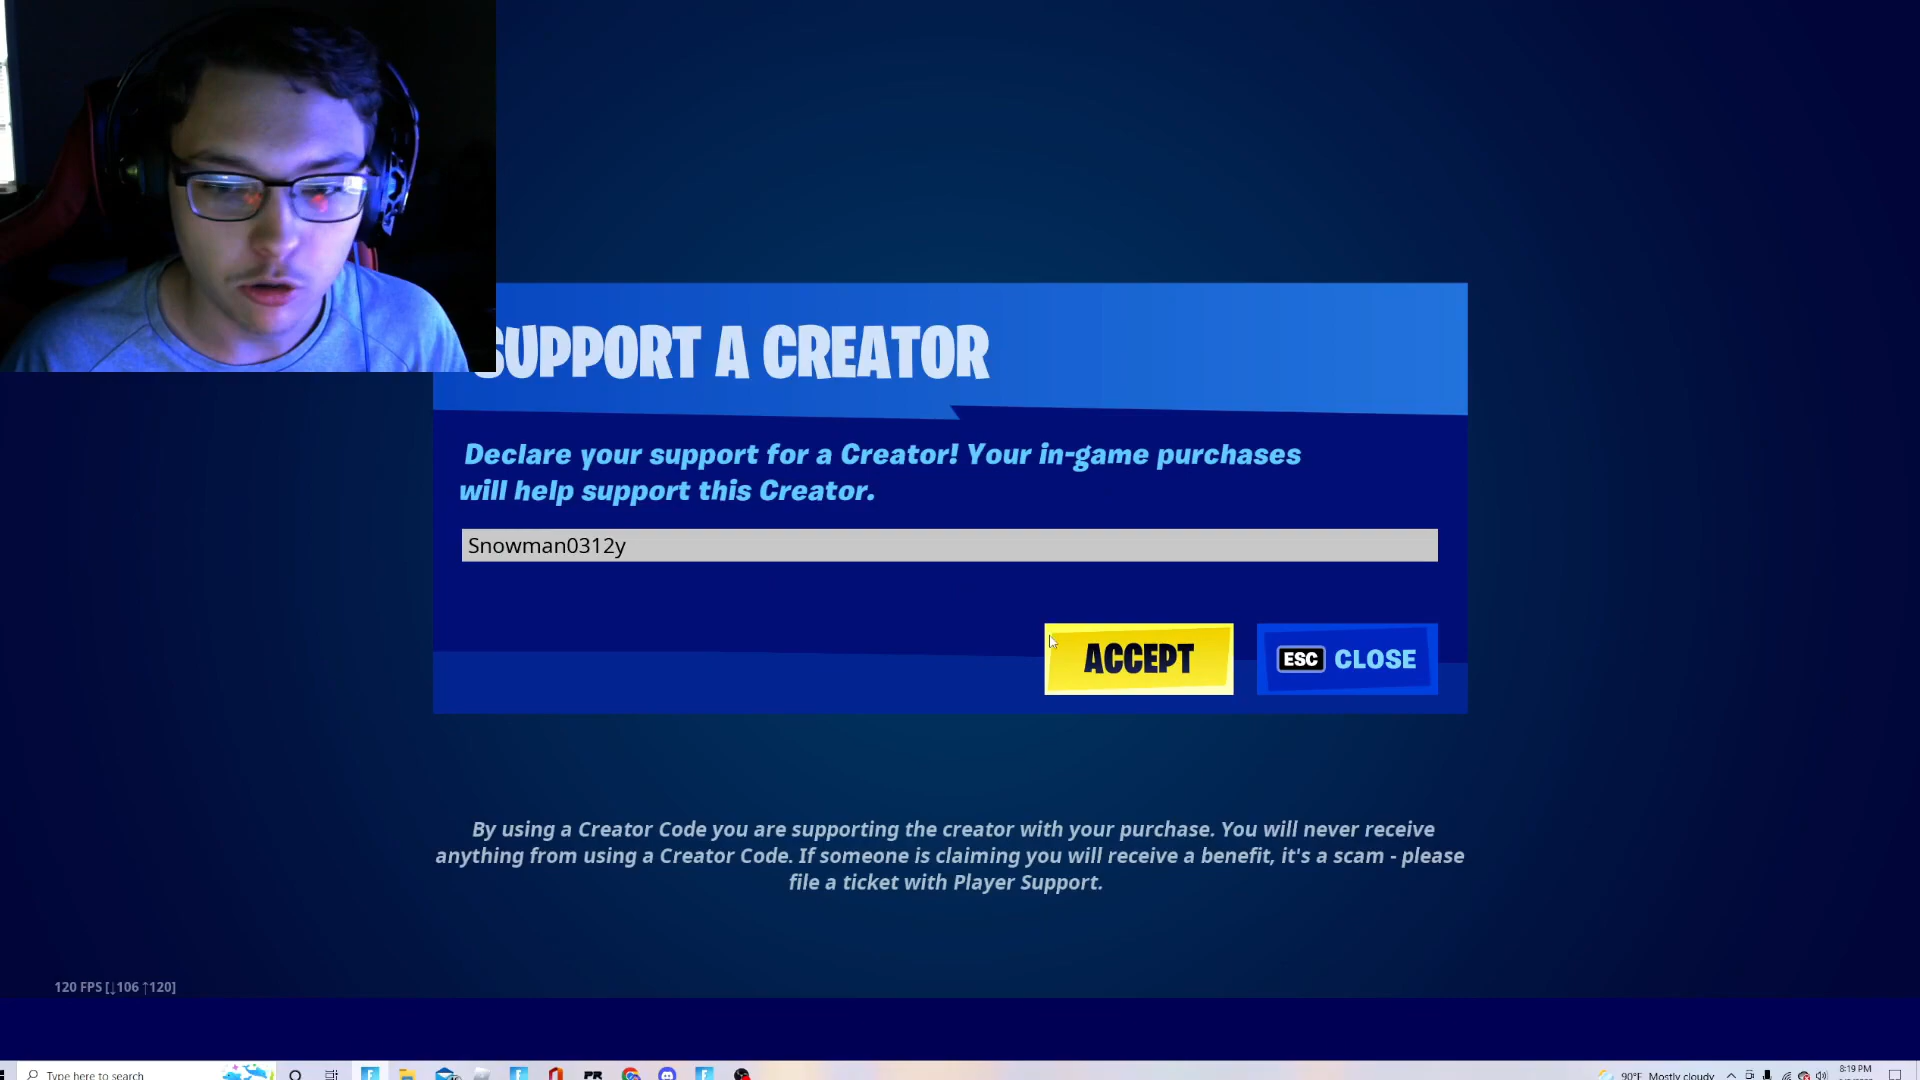 SUPPORT A CREATOR
Declare your support for a Creator! Your in-game purchases
will help support this Creator.
Snowman0312y
ACCEPT
ESC CLOSE
By using a Creator Code you are supporting the creator with your purchase. You will never receive
anything from using a Creator Code. If someone is claiming you will receive a benefit, it's a scam - please
file a ticket with Player Support.
120 FPS [↓106 ↑120]
Type here to search
PR
90°F Mostly cloudy
8:19 PM